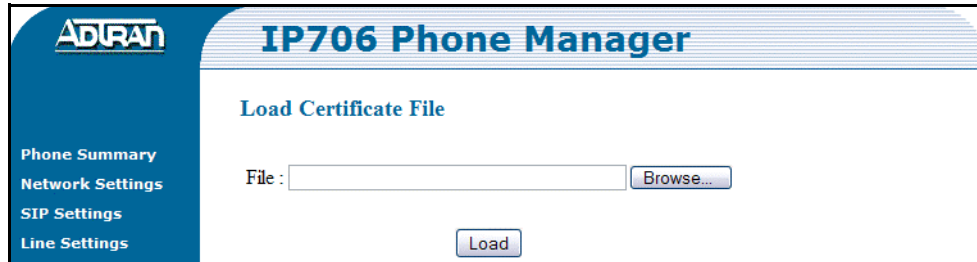 ADTRAN
IP706 Phone Manager
Load Certificate File
Phone Summary
Network Settings
SIP Settings
Line Settings
File :
Browse...
Load